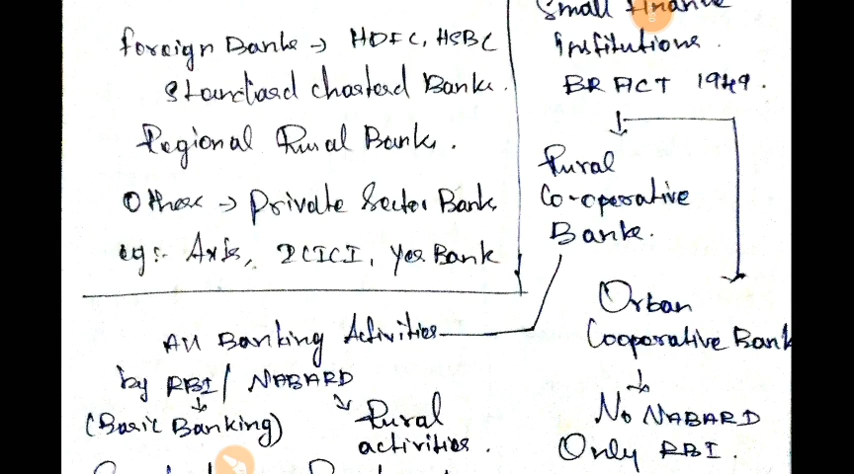 Foreign Banks → HDFC, HSBC
Standard Chartered Bank.
Regional Rural Bank.
Others → Private Sector Bank
eg:- Axis, ICICI, Yes Bank
Small Finance
Institutions.
BR ACT 1949.
↓
Rural
Co-operative
Bank.
Urban
Cooperative Bank
↓
No NABARD
Only RBI.
All Banking Activities
by RBI / NABARD
(Basic Banking)
Rural
activities.